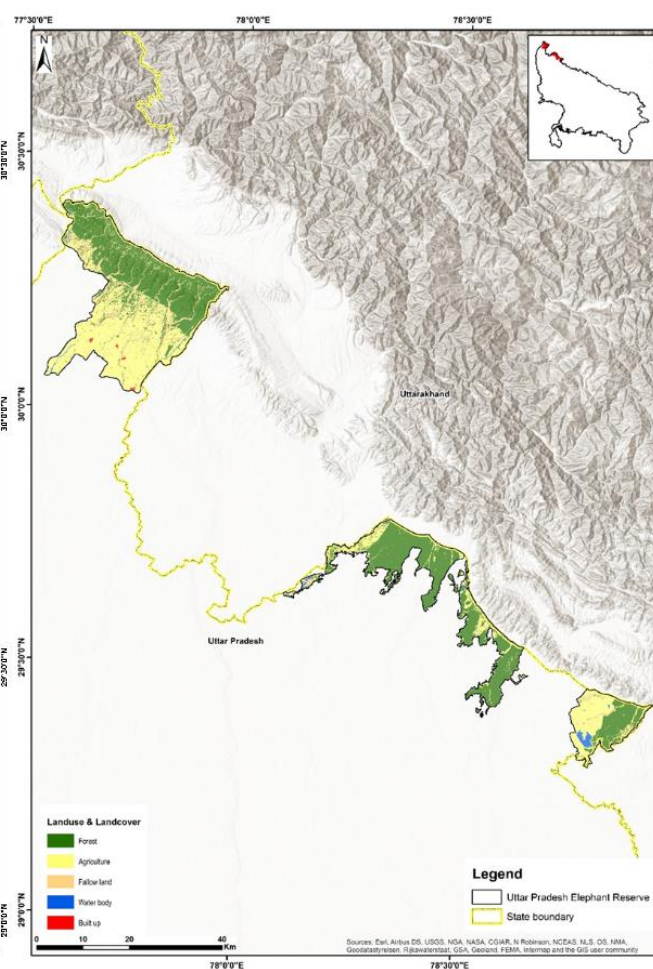 77°30'0"E 78°0'0"E 78°30'0"E
N
30°30'0"N
30°0'0"N
Uttarakhand
Uttar Pradesh
29°30'0"N
29°0'0"N
Landuse & Landcover
Forest
Agriculture
Fallow land
Water body
Built up
0 10 20 40
Km
Legend
Uttar Pradesh Elephant Reserve
State boundary
Sources: Esri, Airbus DS, USGS, NGA, NASA, CGIAR, N Robinson, NCEAS, NLS, OS, NMA,
Geodatastyrelsen, Rijkswaterstaat, GSA, Geoland, FEMA, Intermap and the GIS user community
78°0'0"E 78°30'0"E